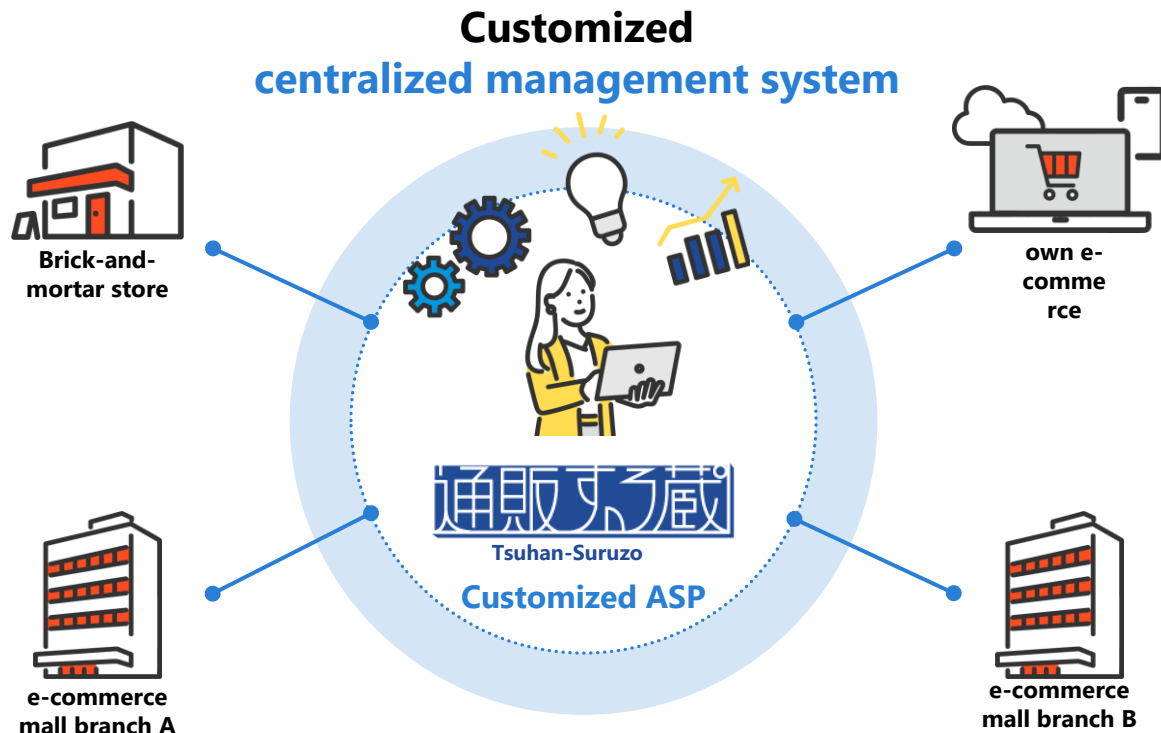 Customized
centralized management system
Brick-and-
mortar store
own e-
comme
rce
通販する蔵
Tsuhan-Suruzo
Customized ASP
e-commerce
mall branch A
e-commerce
mall branch B